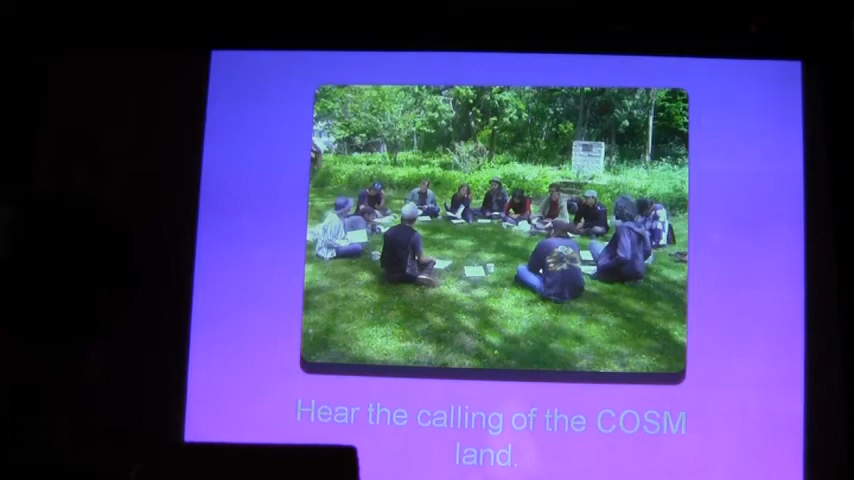 Hear the calling of the COSM
land.